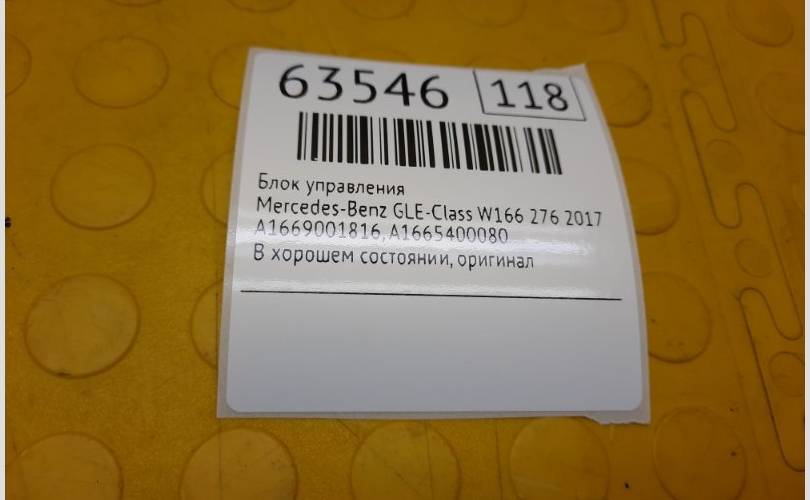 63546 118
Блок управления
Mercedes-Benz GLE-Class W166 276 2017
A1669001816,A1665400080
В хорошем состоянии, оригинал